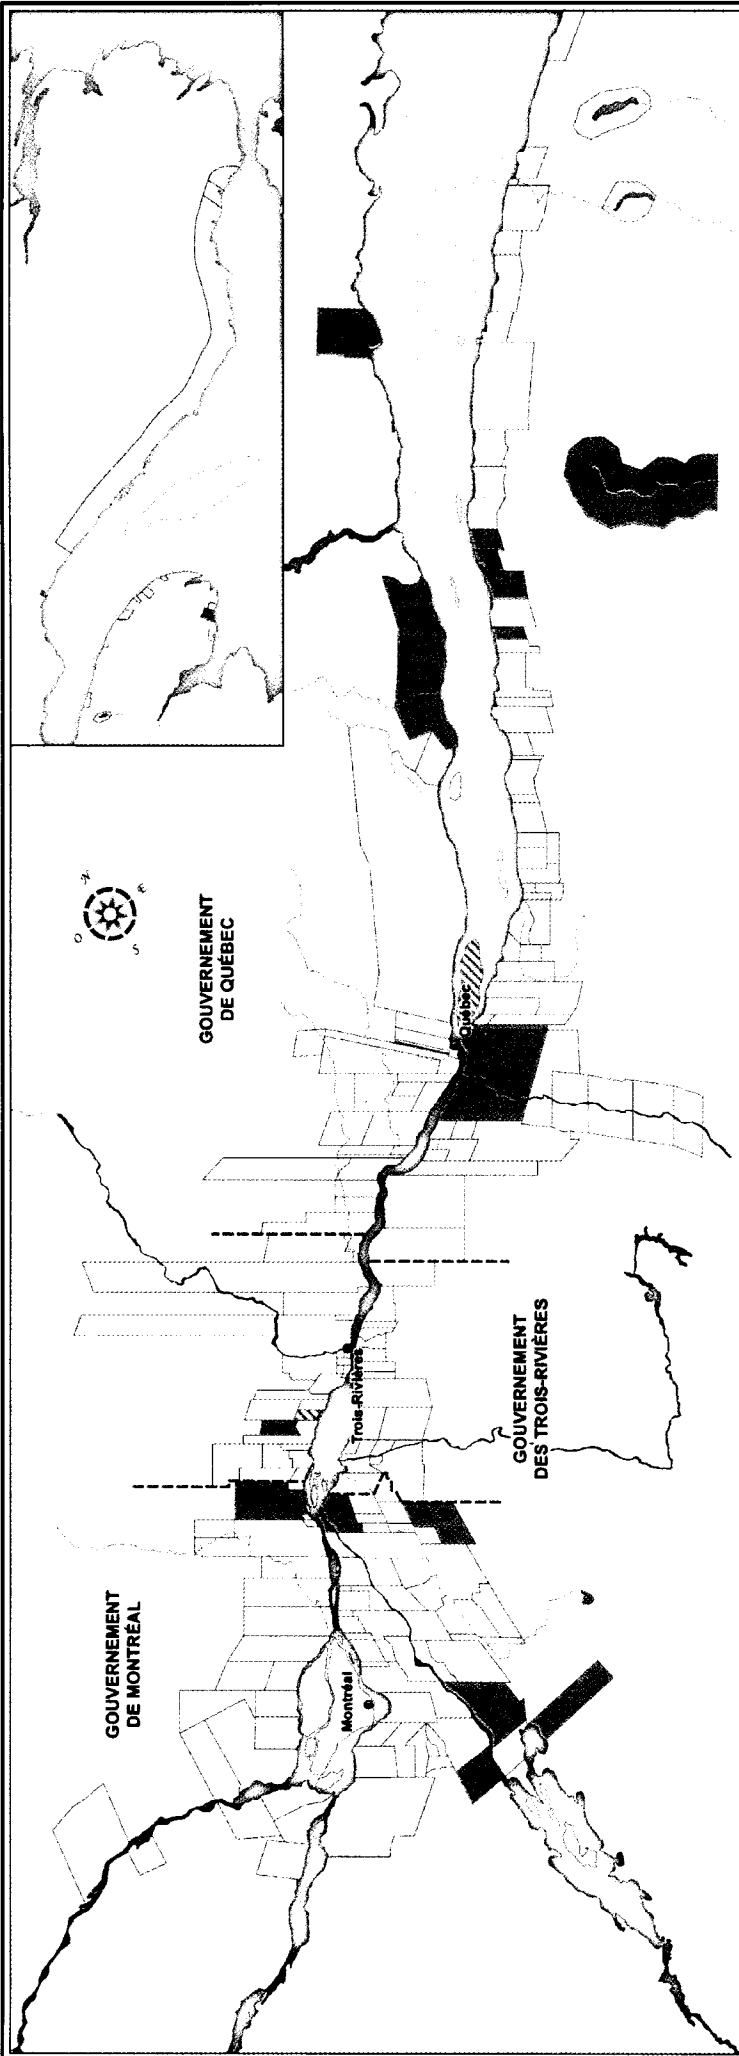 GOUVERNEMENT
DE MONTRÉAL
Montréal
GOUVERNEMENT
DES TROIS-RIVIÈRES
Trois-Rivières
GOUVERNEMENT
DE QUÉBEC
Québec
N
E
S
O